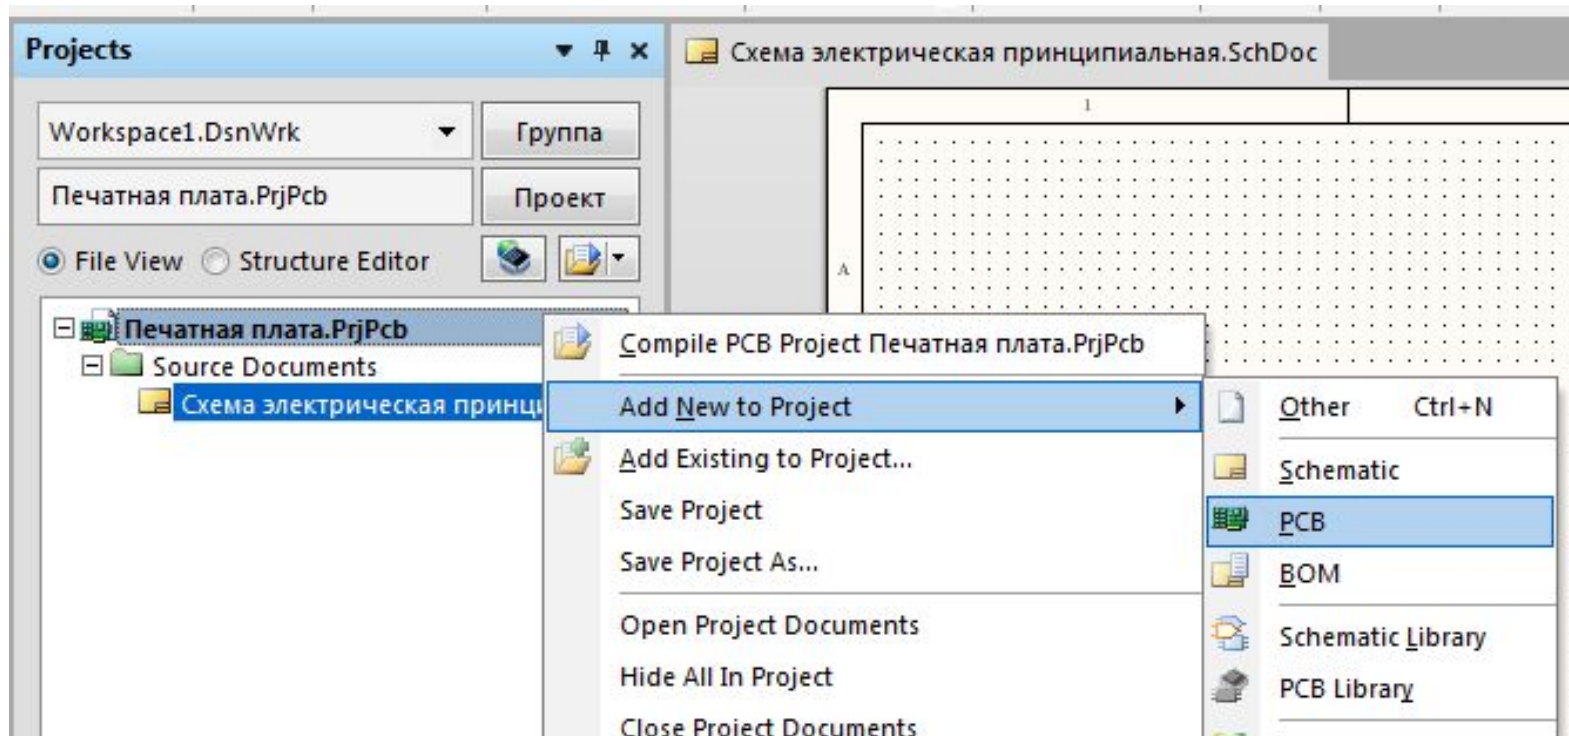 Projects
Схема электрическая принципиальная.SchDoc
Workspace1.DsnWrk
Группа
Печатная плата.PrjPcb
Проект
File View
Structure Editor
1
A
Печатная плата.PrjPcb
Source Documents
Схема электрическая принци
Compile PCB Project Печатная плата.PrjPcb
Add New to Project
Add Existing to Project...
Save Project
Save Project As...
Open Project Documents
Hide All In Project
Close Project Documents
Other Ctrl+N
Schematic
PCB
BOM
Schematic Library
PCB Library